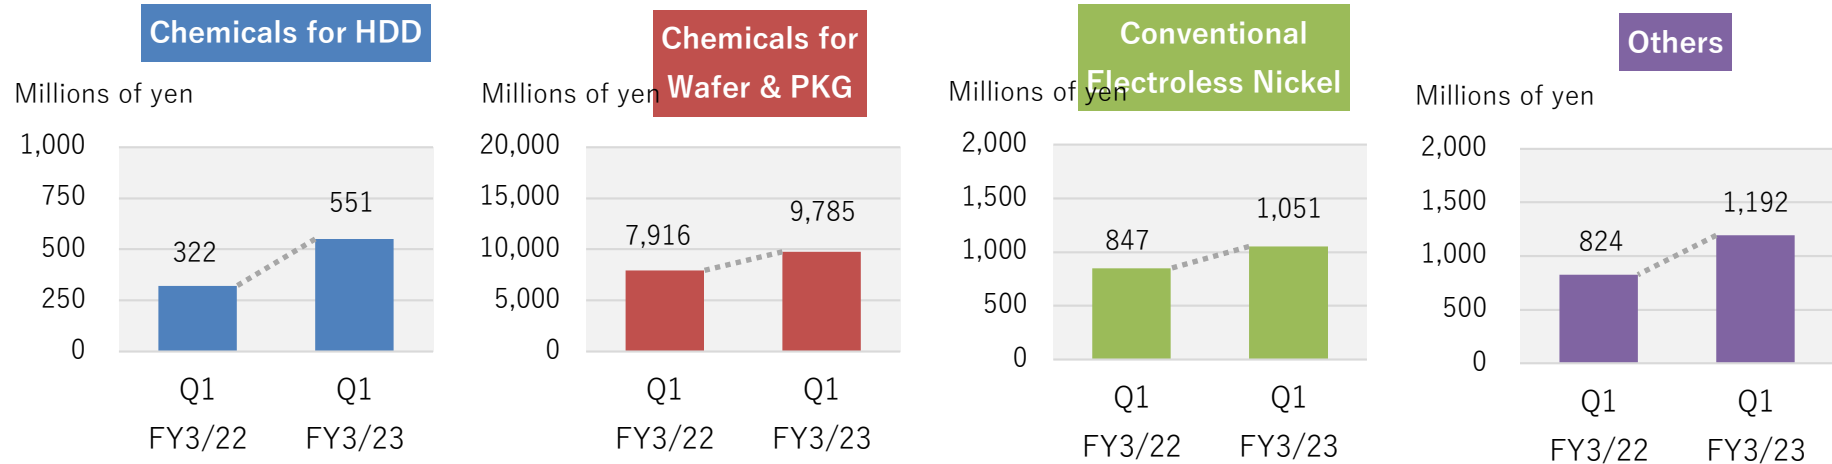 Chemicals for HDD
Millions of yen
1,000
750
500
250
0
322
551
Q1
FY3/22
Q1
FY3/23
Chemicals for
Wafer & PKG
Millions of yen
20,000
15,000
10,000
5,000
0
7,916
9,785
Q1
FY3/22
Q1
FY3/23
Conventional
Electroless Nickel
Millions of yen
2,000
1,500
1,000
500
0
847
1,051
Q1
FY3/22
Q1
FY3/23
Others
Millions of yen
2,000
1,500
1,000
500
0
824
1,192
Q1
FY3/22
Q1
FY3/23